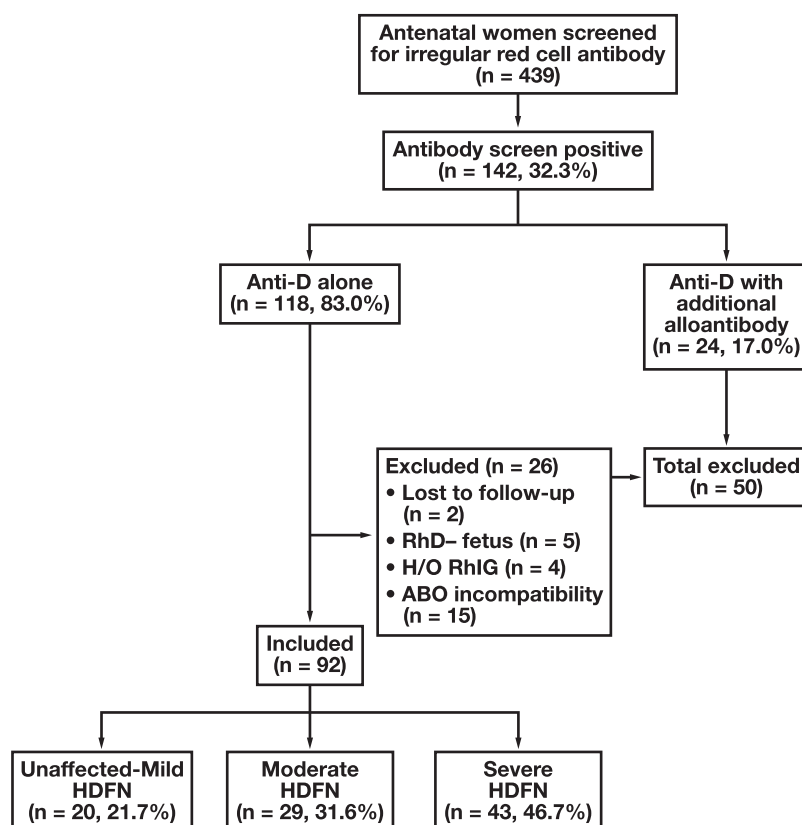 Antenatal women screened
for irregular red cell antibody
(n = 439)
Antibody screen positive
(n = 142, 32.3%)
Anti-D alone
(n = 118, 83.0%)
Anti-D with
additional
alloantibody
(n = 24, 17.0%)
Excluded (n = 26)
• Lost to follow-up
(n = 2)
• RhD– fetus (n = 5)
• H/O RhIG (n = 4)
• ABO incompatibility
(n = 15)
Total excluded
(n = 50)
Included
(n = 92)
Unaffected-Mild
HDFN
(n = 20, 21.7%)
Moderate
HDFN
(n = 29, 31.6%)
Severe
HDFN
(n = 43, 46.7%)